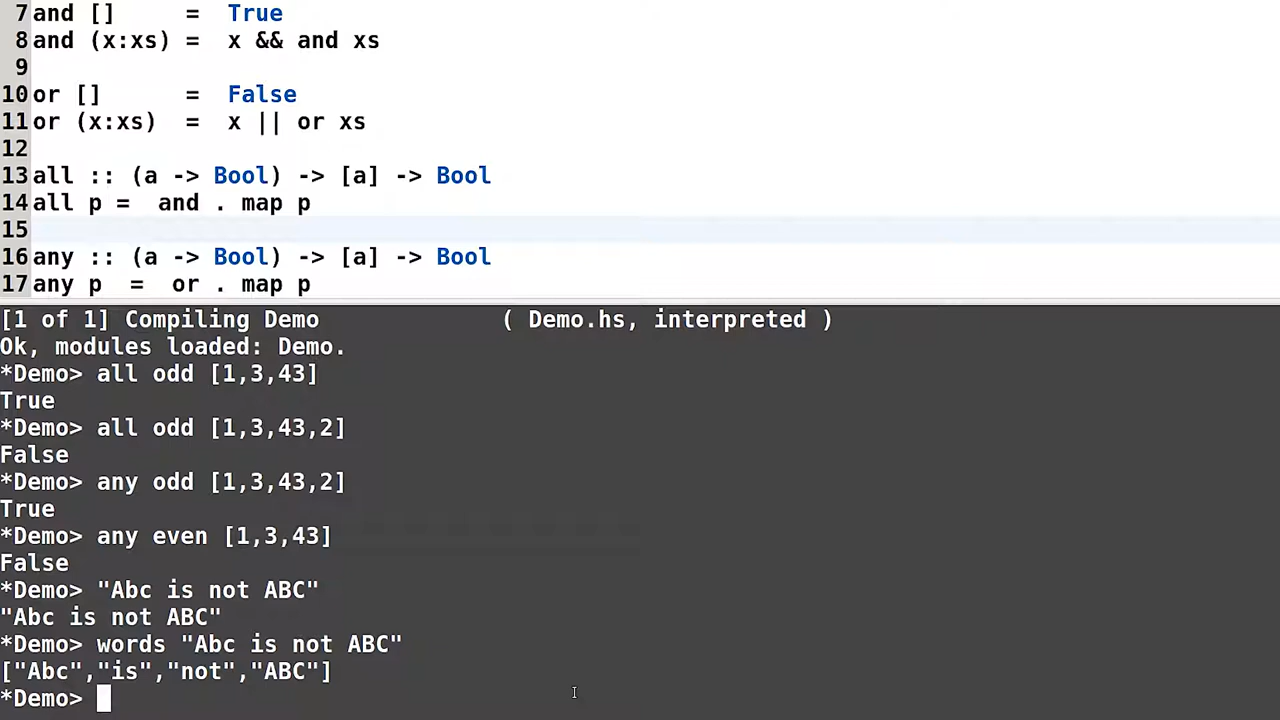 7 and []     =  True
8 and (x:xs) =  x && and xs
9
10 or []      =  False
11 or (x:xs)  =  x || or xs
12
13 all :: (a -> Bool) -> [a] -> Bool
14 all p =  and . map p
15
16 any :: (a -> Bool) -> [a] -> Bool
17 any p  =  or . map p
[1 of 1] Compiling Demo             ( Demo.hs, interpreted )
Ok, modules loaded: Demo.
*Demo> all odd [1,3,43]
True
*Demo> all odd [1,3,43,2]
False
*Demo> any odd [1,3,43,2]
True
*Demo> any even [1,3,43]
False
*Demo> "Abc is not ABC"
"Abc is not ABC"
*Demo> words "Abc is not ABC"
["Abc","is","not","ABC"]
*Demo>